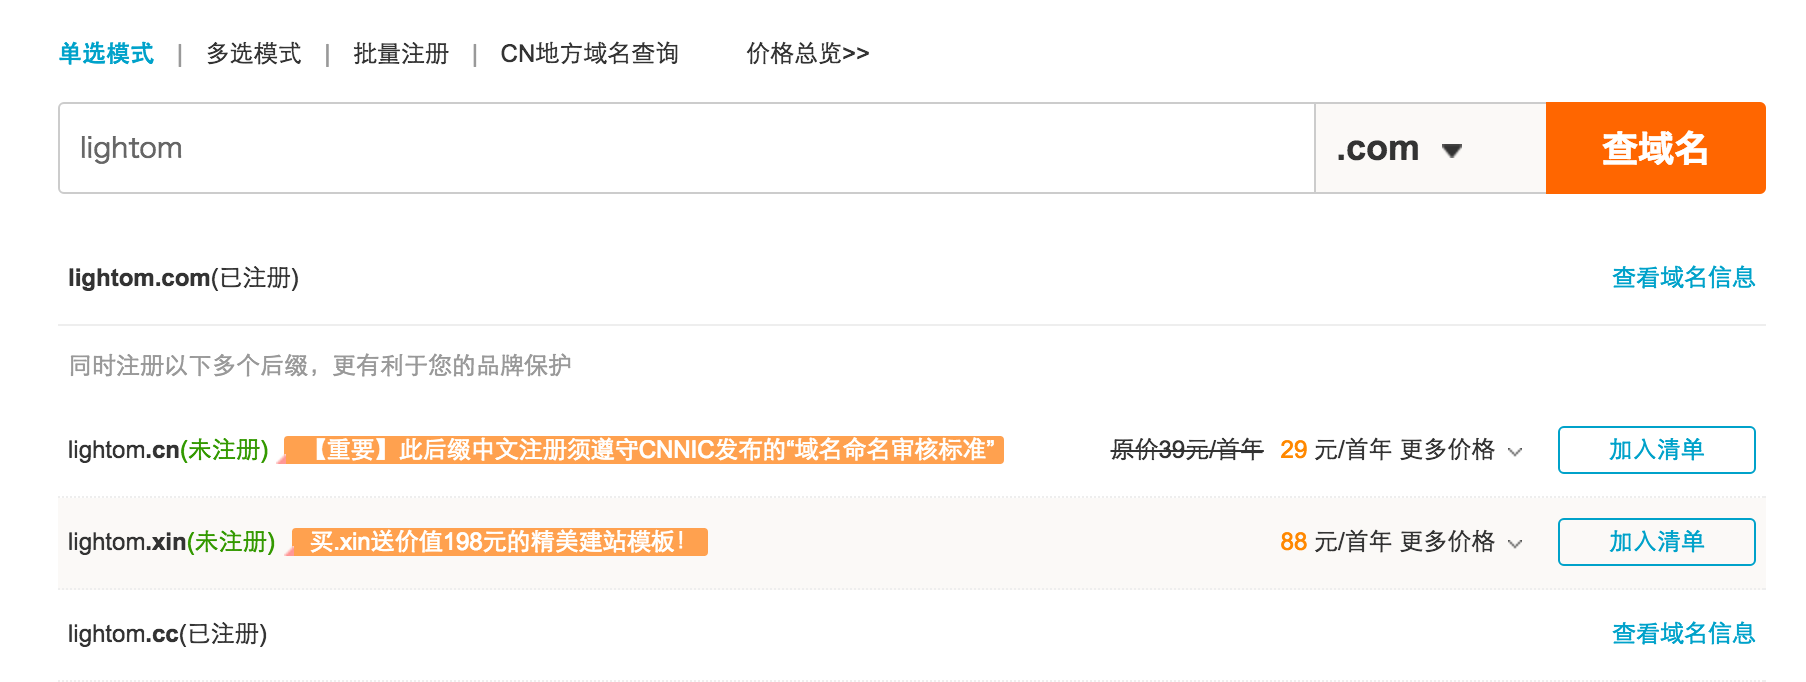 单选模式 | 多选模式 | 批量注册 | CN地方域名查询 价格总览>>
lightom .com 查域名
lightom.com(已注册) 查看域名信息
同时注册以下多个后缀，更有利于您的品牌保护
lightom.cn(未注册) 【重要】此后缀中文注册须遵守CNNIC发布的“域名命名审核标准” 原价39元/首年 29 元/首年 更多价格 加入清单
lightom.xin(未注册) 买.xin送价值198元的精美建站模板！ 88 元/首年 更多价格 加入清单
lightom.cc(已注册) 查看域名信息